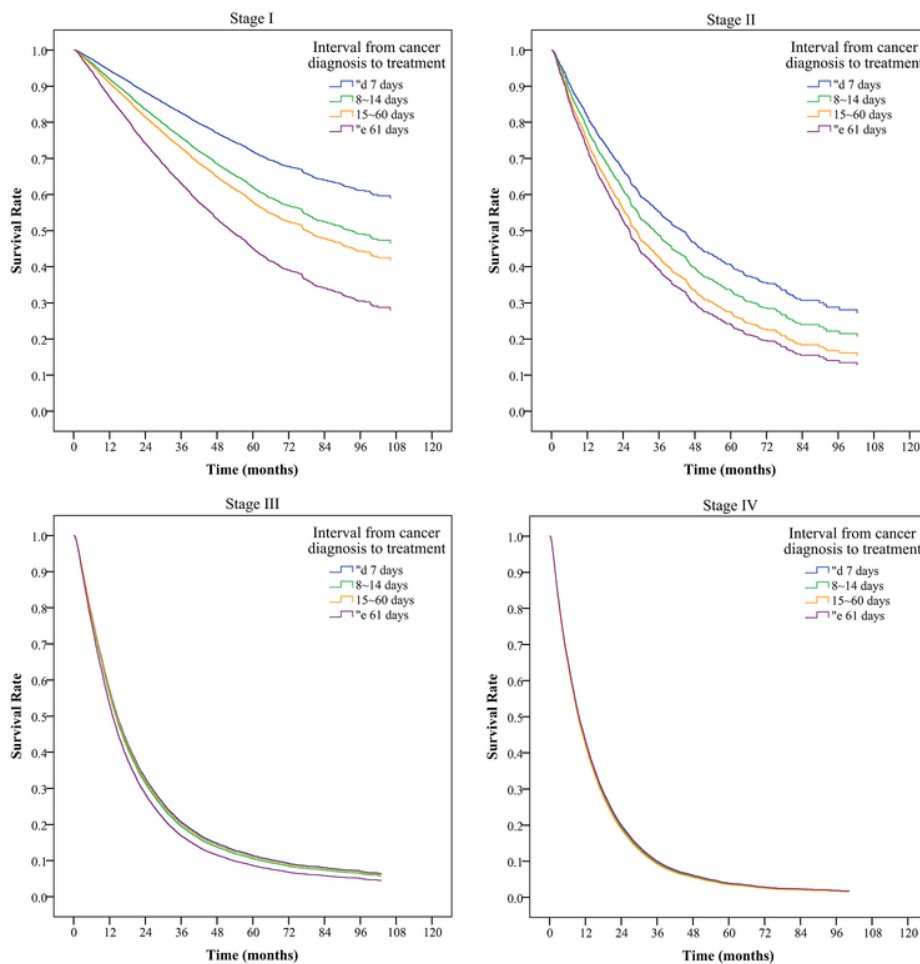 Stage I
Interval from cancer
diagnosis to treatment
"d 7 days
8~14 days
15~60 days
"e 61 days
1.0
0.9
0.8
0.7
0.6
0.5
0.4
0.3
0.2
0.1
0.0
Survival Rate
0 12 24 36 48 60 72 84 96 108 120
Time (months)
Stage II
Interval from cancer
diagnosis to treatment
"d 7 days
8~14 days
15~60 days
"e 61 days
1.0
0.9
0.8
0.7
0.6
0.5
0.4
0.3
0.2
0.1
0.0
Survival Rate
0 12 24 36 48 60 72 84 96 108 120
Time (months)
Stage III
Interval from cancer
diagnosis to treatment
"d 7 days
8~14 days
15~60 days
"e 61 days
1.0
0.9
0.8
0.7
0.6
0.5
0.4
0.3
0.2
0.1
0.0
Survival Rate
0 12 24 36 48 60 72 84 96 108 120
Time (months)
Stage IV
Interval from cancer
diagnosis to treatment
"d 7 days
8~14 days
15~60 days
"e 61 days
1.0
0.9
0.8
0.7
0.6
0.5
0.4
0.3
0.2
0.1
0.0
Survival Rate
0 12 24 36 48 60 72 84 96 108 120
Time (months)